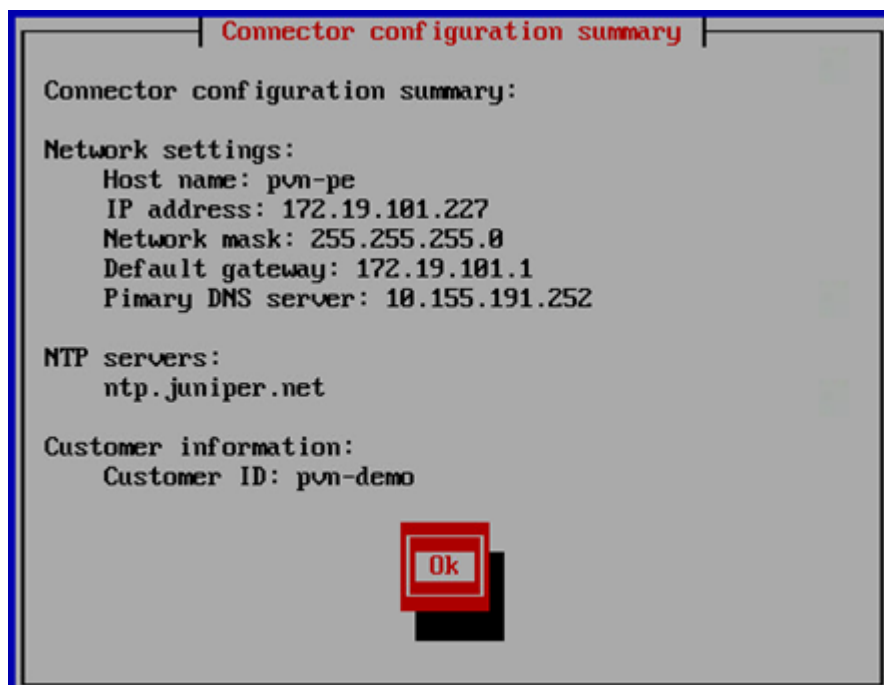 Connector configuration summary
Connector configuration summary:
Network settings:
Host name: pvn-pe
IP address: 172.19.101.227
Network mask: 255.255.255.0
Default gateway: 172.19.101.1
Pimary DNS server: 10.155.191.252
NTP servers:
ntp.juniper.net
Customer information:
Customer ID: pvn-demo
Ok